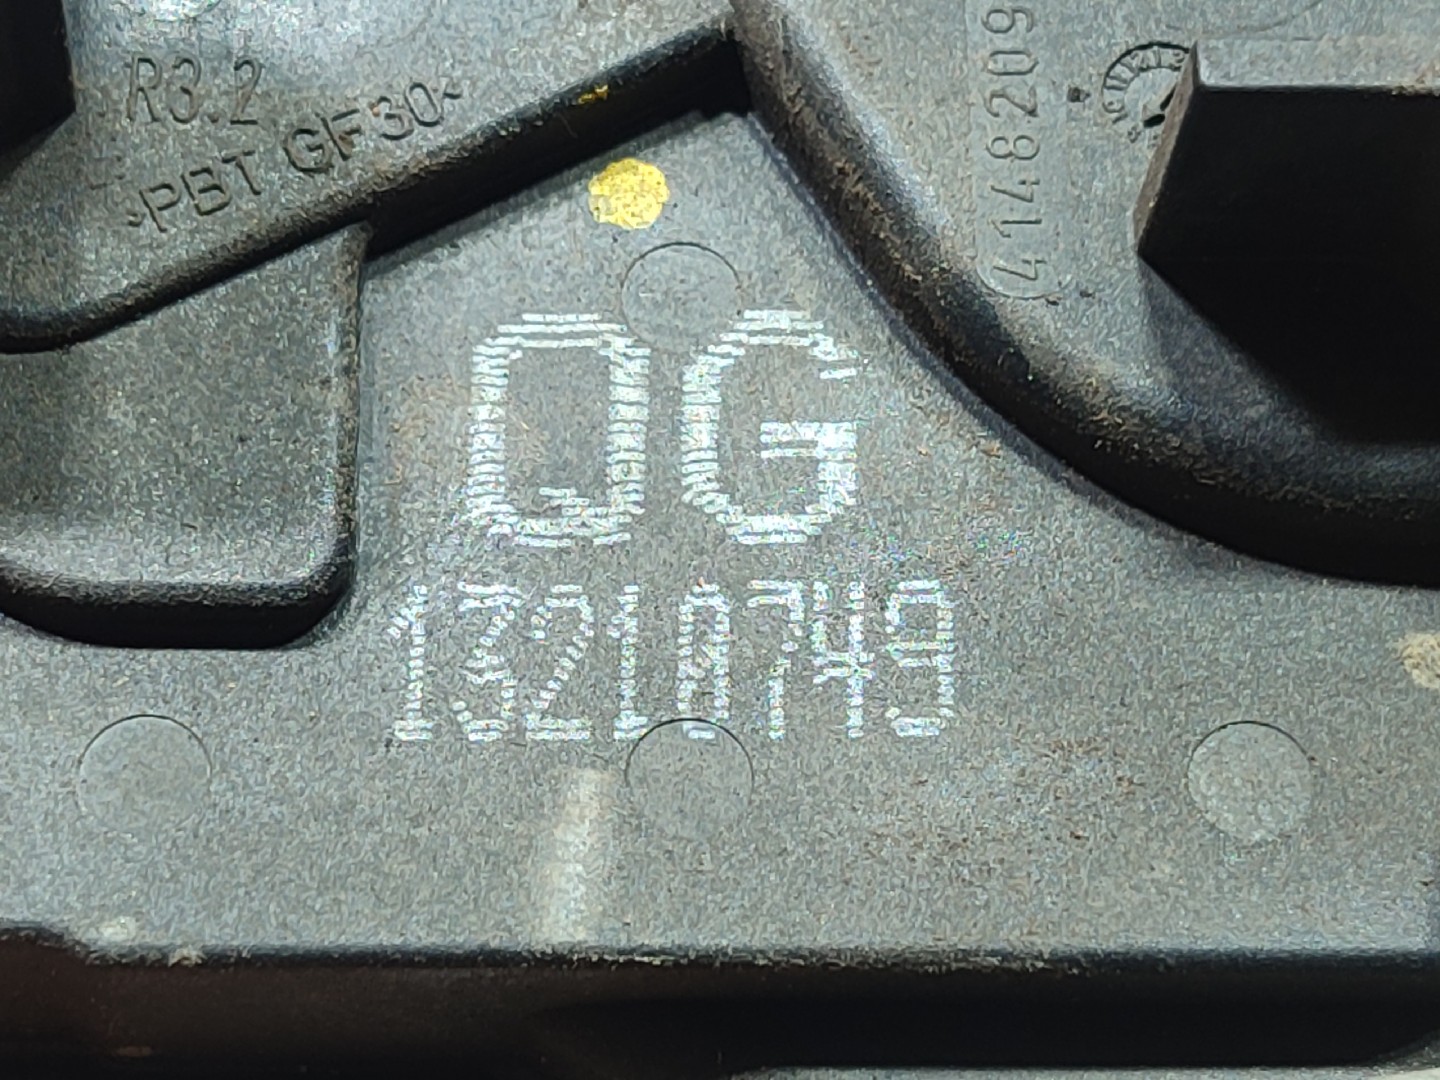 R3.2
>PBT GF30<
4148209
QG
13210749